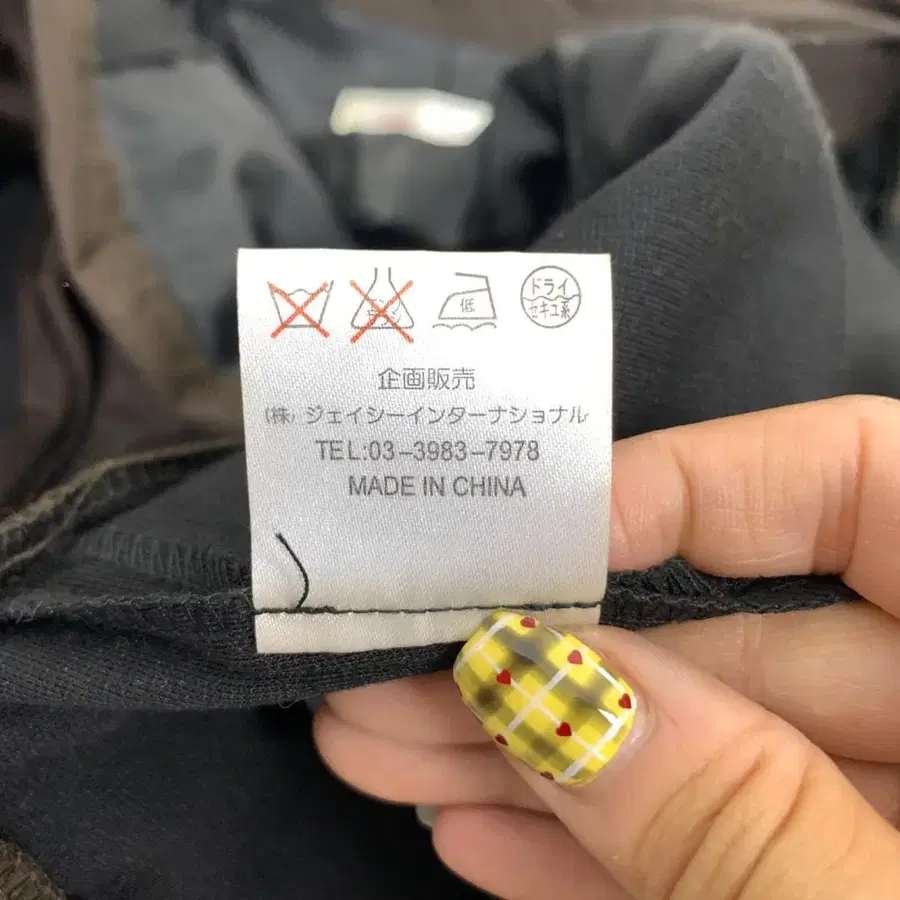 低
ドライ
セキユ系
企画販売
(株) ジェイシーインターナショナル
TEL:03-3983-7978
MADE IN CHINA